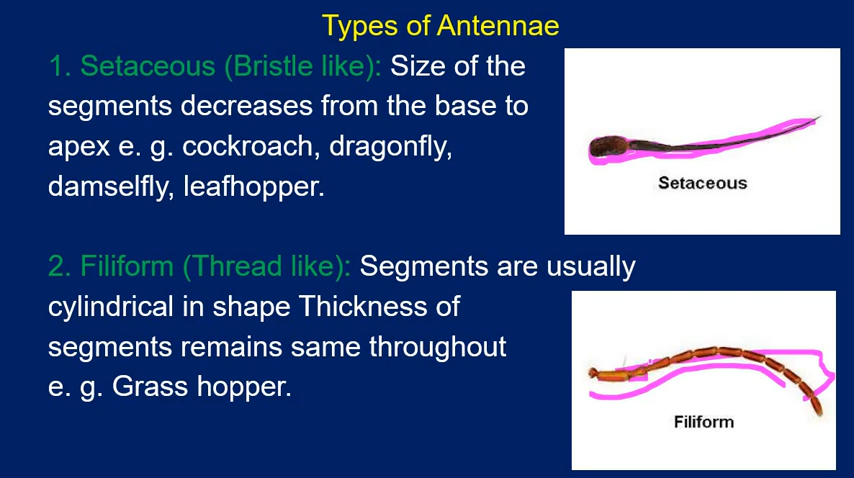 Types of Antennae
1. Setaceous (Bristle like): Size of the
segments decreases from the base to
apex e. g. cockroach, dragonfly,
damselfly, leafhopper.
Setaceous
2. Filiform (Thread like): Segments are usually
cylindrical in shape Thickness of
segments remains same throughout
e. g. Grass hopper.
Filiform